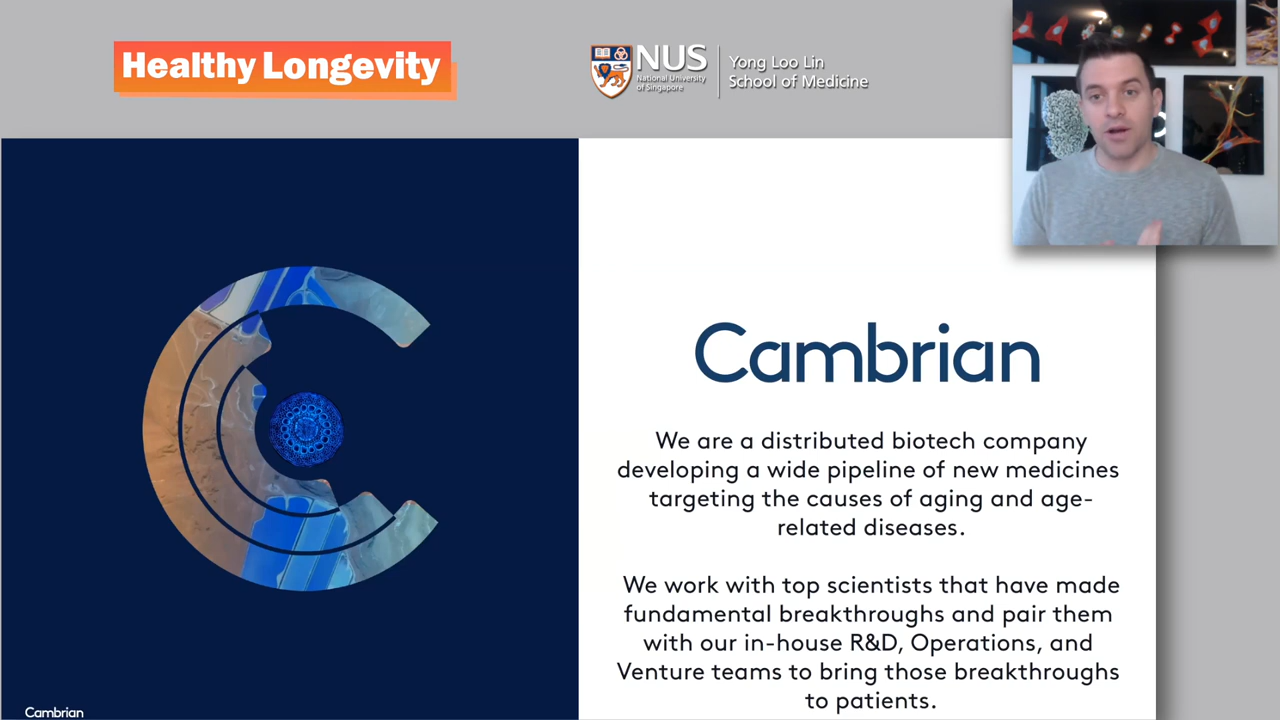 Healthy Longevity
NUS
National University
of Singapore
Yong Loo Lin
School of Medicine
Cambrian
We are a distributed biotech company
developing a wide pipeline of new medicines
targeting the causes of aging and age-
related diseases.
We work with top scientists that have made
fundamental breakthroughs and pair them
with our in-house R&D, Operations, and
Venture teams to bring those breakthroughs
to patients.
Cambrian